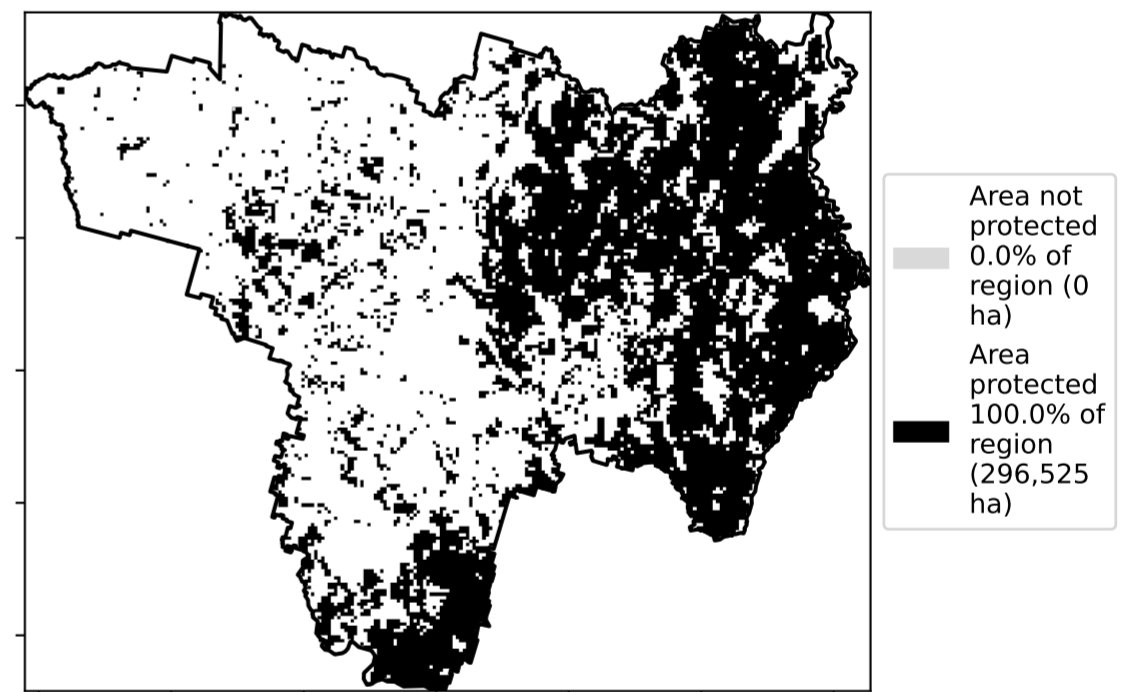 Area not
protected
0.0% of
region (0
ha)
Area
protected
100.0% of
region
(296,525
ha)